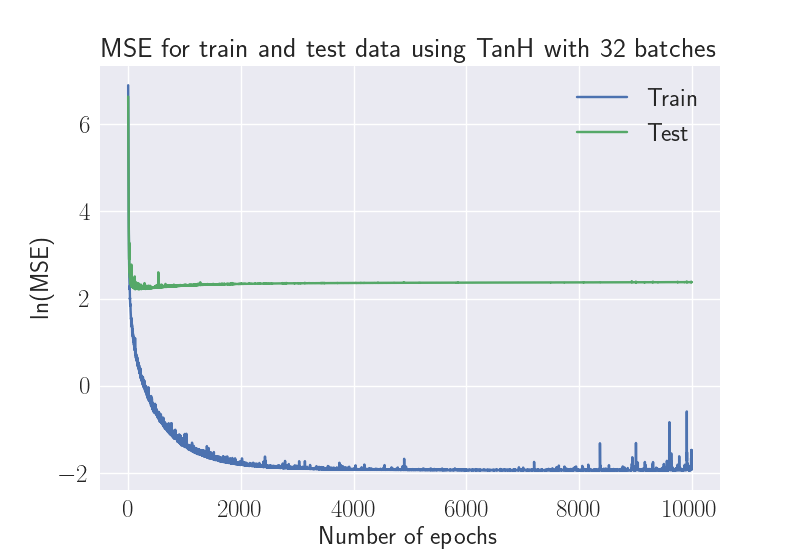 MSE for train and test data using TanH with 32 batches
Train
Test
6
4
2
0
−2
ln(MSE)
0 2000 4000 6000 8000 10000
Number of epochs